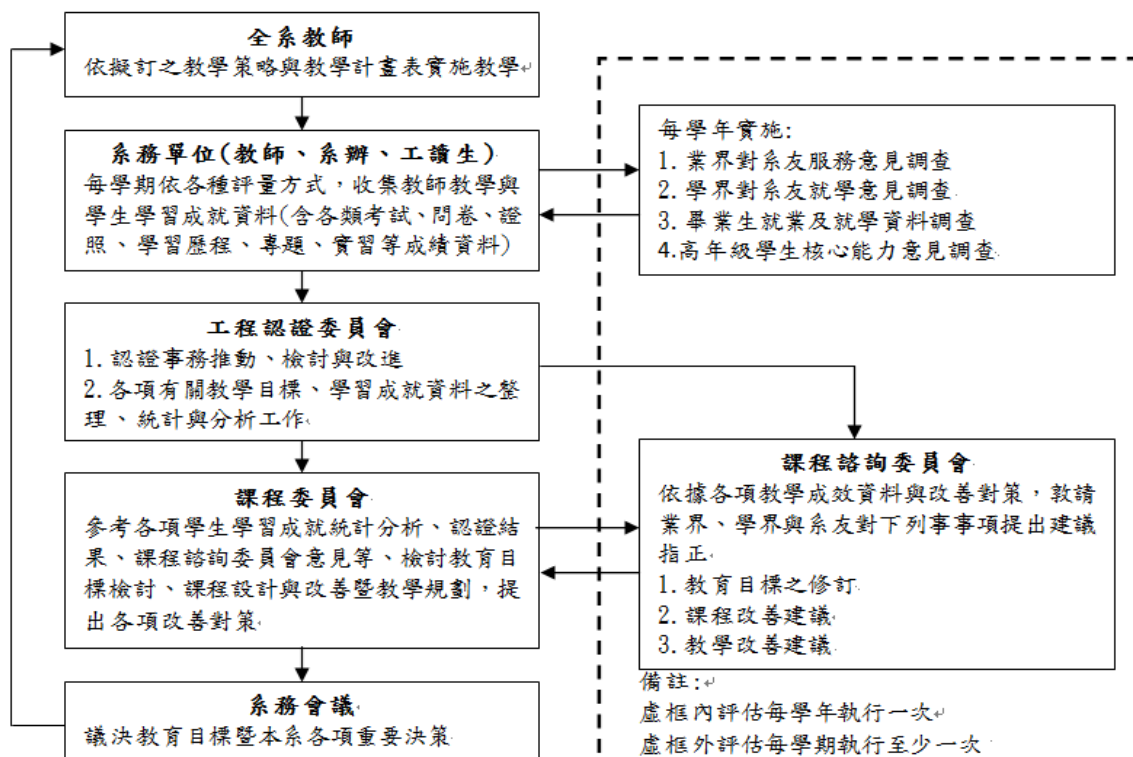 全系教師
依擬訂之教學策略與教學計畫表實施教學
系務單位(教師、系辦、工讀生)
每學期依各種評量方式，收集教師教學與
學生學習成就資料(含各類考試、問卷、證
照、學習歷程、專題、實習等成績資料)
每學年實施:
1. 業界對系友服務意見調查
2. 學界對系友就學意見調查
3. 畢業生就業及就學資料調查
4.高年級學生核心能力意見調查
工程認證委員會
1. 認證事務推動、檢討與改進
2. 各項有關教學目標、學習成就資料之整
理、統計與分析工作
課程委員會
參考各項學生學習成就統計分析、認證結
果、課程諮詢委員會意見等、檢討教育目
標檢討、課程設計與改善暨教學規劃，提
出各項改善對策
課程諮詢委員會
依據各項教學成效資料與改善對策，敦請
業界、學界與系友對下列事事項提出建議
指正
1. 教育目標之修訂
2. 課程改善建議
3. 教學改善建議
系務會議
議決教育目標暨本系各項重要決策
備註:
虛框內評估每學年執行一次
虛框外評估每學期執行至少一次